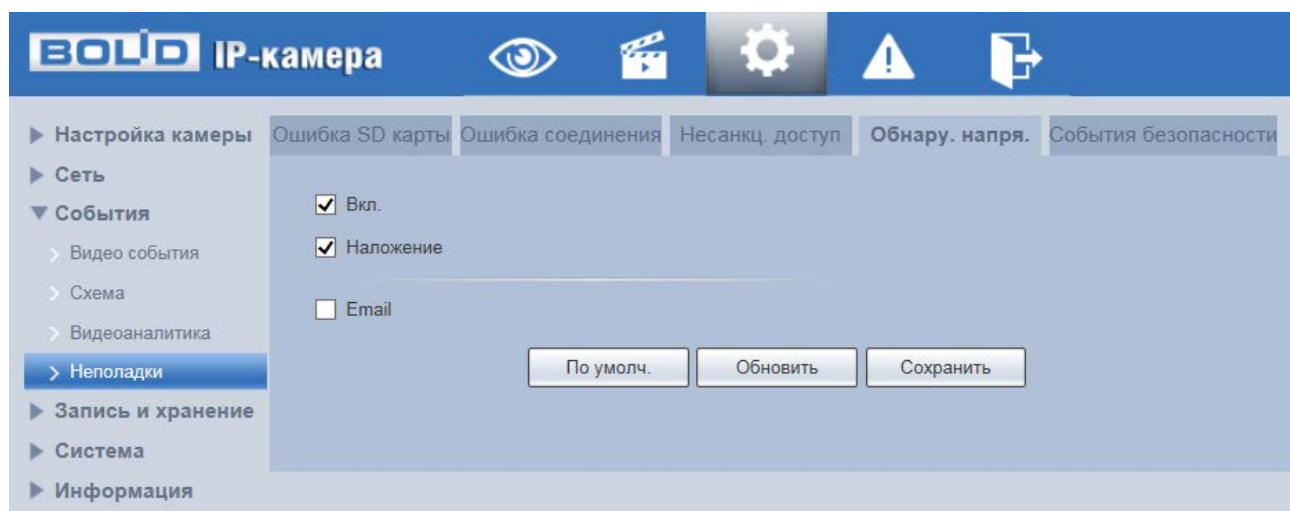 BOLID IP-камера
Настройка камеры
Ошибка SD карты Ошибка соединения Несанкц. доступ Обнару. напря. События безопасности
Сеть
События
Видео события
Схема
Видеоаналитика
Неполадки
Запись и хранение
Система
Информация
Вкл.
Наложение
Email
По умолч. Обновить Сохранить